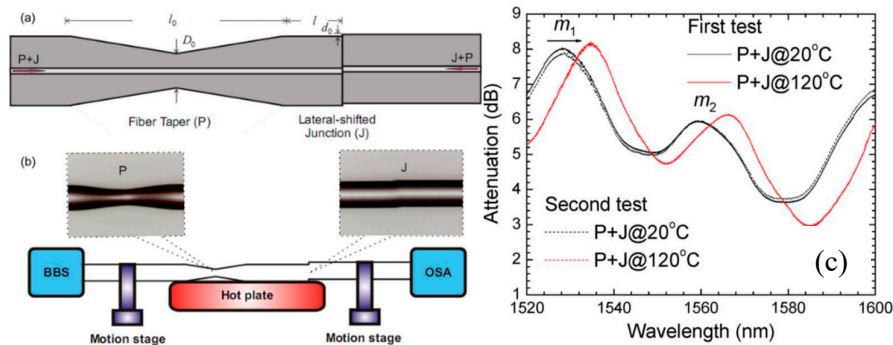 (a)
l₀
l
D₀
d₀
P+J
J+P
Fiber Taper (P)
Lateral-shifted
Junction (J)
(b)
P
J
BBS
OSA
Hot plate
Motion stage
Motion stage
m₁
m₂
First test
P+J@20°C
P+J@120°C
Second test
P+J@20°C
P+J@120°C
(c)
Attenuation (dB)
9
8
7
6
5
4
3
2
1
1520
1540
1560
1580
1600
Wavelength (nm)